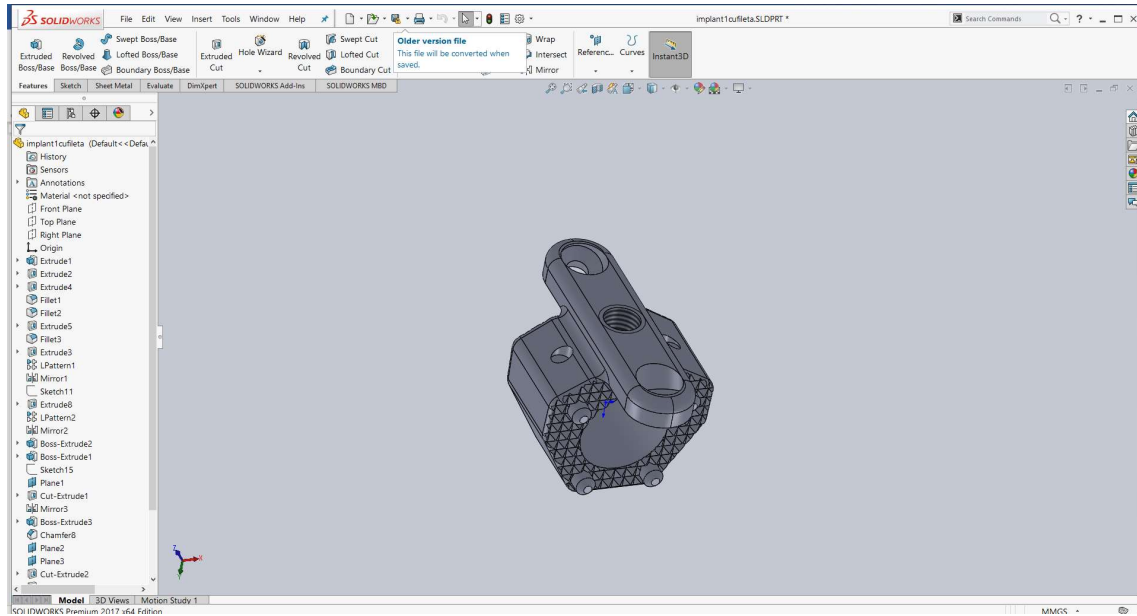 SOLIDWORKS File Edit View Insert Tools Window Help implant1cufileta.SLDPRT * Search Commands ?
Extruded Boss/Base
Revolved Boss/Base
Swept Boss/Base
Lofted Boss/Base
Boundary Boss/Base
Extruded Cut
Hole Wizard
Revolved Cut
Swept Cut
Lofted Cut
Boundary Cut
Older version file
This file will be converted when
saved.
Wrap
Intersect
Mirror
Referenc...
Curves
Instant3D
Features Sketch Sheet Metal Evaluate DimXpert SOLIDWORKS Add-Ins SOLIDWORKS MBD
implant1cufileta (Default<<Defau
History
Sensors
Annotations
Material <not specified>
Front Plane
Top Plane
Right Plane
Origin
Extrude1
Extrude2
Extrude4
Fillet1
Fillet2
Extrude5
Fillet3
Extrude3
LPattern1
Mirror1
Sketch11
Extrude8
LPattern2
Mirror2
Boss-Extrude2
Boss-Extrude1
Sketch15
Plane1
Cut-Extrude1
Mirror3
Boss-Extrude3
Chamfer8
Plane2
Plane3
Cut-Extrude2
Z
X
Y
Model 3D Views Motion Study 1
SOLIDWORKS Premium 2017 x64 Edition MMGS